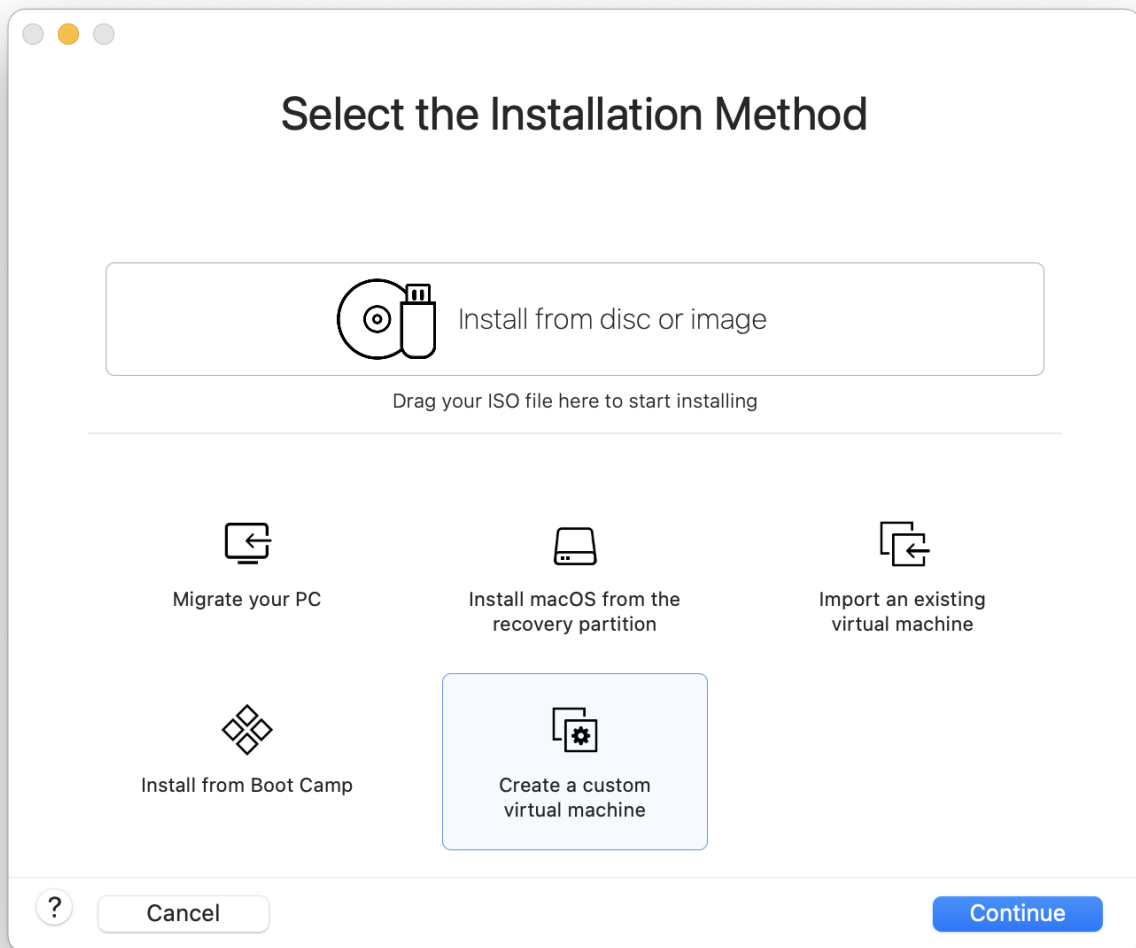 Select the Installation Method
Install from disc or image
Drag your ISO file here to start installing
Migrate your PC
Install macOS from the
recovery partition
Import an existing
virtual machine
Install from Boot Camp
Create a custom
virtual machine
?
Cancel
Continue